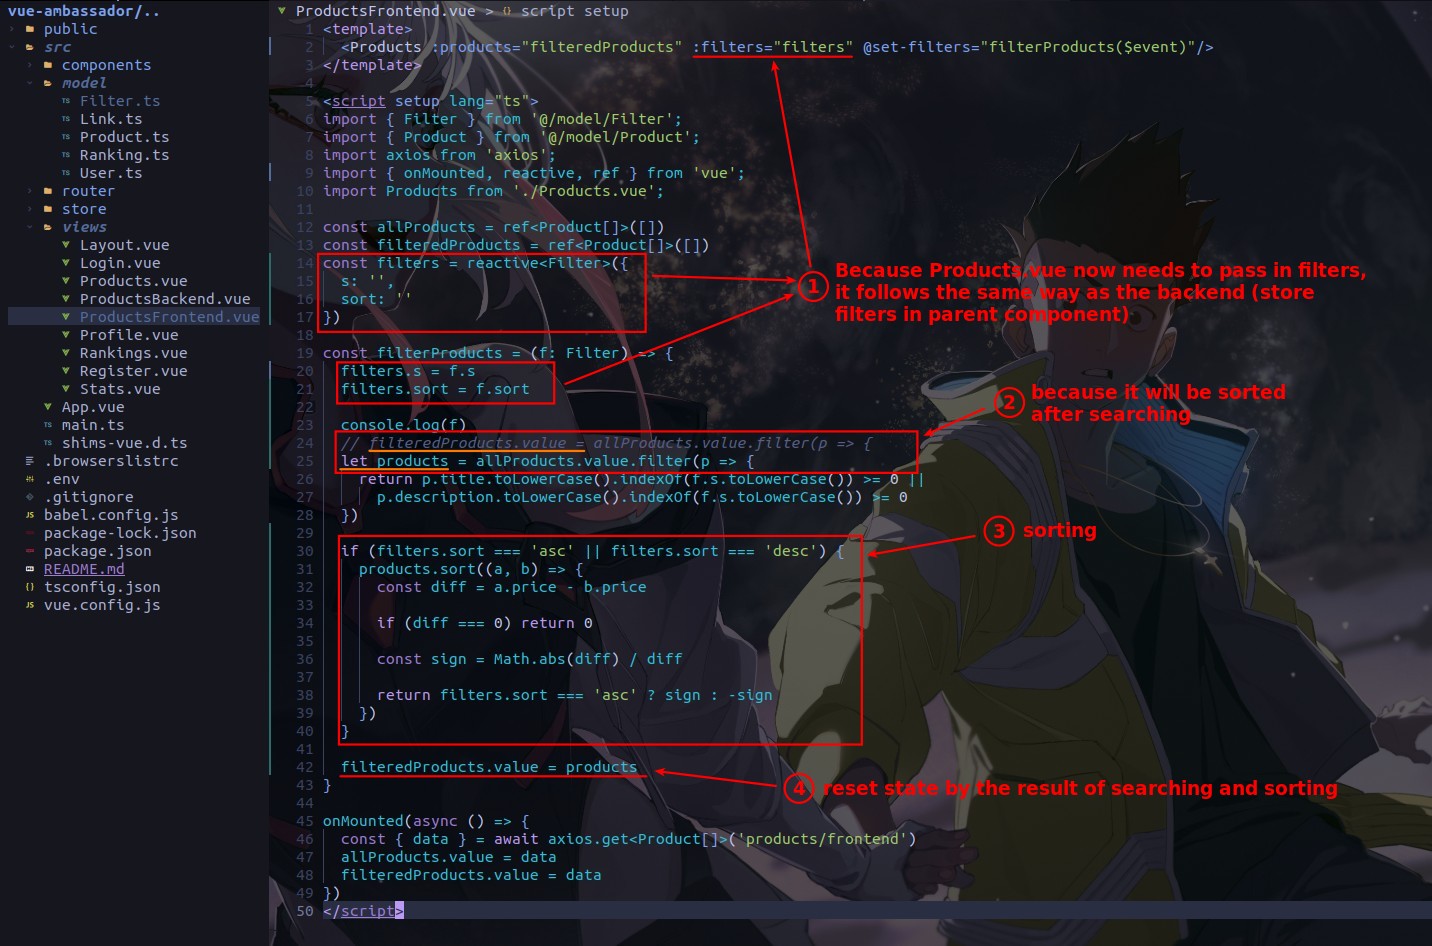 vue-ambassador/..
public
src
components
model
Filter.ts
Link.ts
Product.ts
Ranking.ts
User.ts
router
store
views
Layout.vue
Login.vue
Products.vue
ProductsBackend.vue
ProductsFrontend.vue
Profile.vue
Rankings.vue
Register.vue
Stats.vue
App.vue
main.ts
shims-vue.d.ts
.browserslistrc
.env
.gitignore
babel.config.js
package-lock.json
package.json
README.md
tsconfig.json
vue.config.js
ProductsFrontend.vue > {} script setup
1 <template>
2 <Products :products="filteredProducts" :filters="filters" @set-filters="filterProducts($event)"/>
3 </template>
4
5 <script setup lang="ts">
6 import { Filter } from '@/model/Filter';
7 import { Product } from '@/model/Product';
8 import axios from 'axios';
9 import { onMounted, reactive, ref } from 'vue';
10 import Products from './Products.vue';
11
12 const allProducts = ref<Product[]>([])
13 const filteredProducts = ref<Product[]>([])
14 const filters = reactive<Filter>({
15 s: '',
16 sort: ''
17 })
18
19 const filterProducts = (f: Filter) => {
20 filters.s = f.s
21 filters.sort = f.sort
22
23 console.log(f)
24 // filteredProducts.value = allProducts.value.filter(p => {
25 let products = allProducts.value.filter(p => {
26 return p.title.toLowerCase().indexOf(f.s.toLowerCase()) >= 0 ||
27 p.description.toLowerCase().indexOf(f.s.toLowerCase()) >= 0
28 })
29
30 if (filters.sort === 'asc' || filters.sort === 'desc') {
31 products.sort((a, b) => {
32 const diff = a.price - b.price
33
34 if (diff === 0) return 0
35
36 const sign = Math.abs(diff) / diff
37
38 return filters.sort === 'asc' ? sign : -sign
39 })
40 }
41
42 filteredProducts.value = products
43 }
44
45 onMounted(async () => {
46 const { data } = await axios.get<Product[]>('products/frontend')
47 allProducts.value = data
48 filteredProducts.value = data
49 })
50 </script>
1 Because Products.vue now needs to pass in filters,
it follows the same way as the backend (store
filters in parent component)
2 because it will be sorted
after searching
3 sorting
4 reset state by the result of searching and sorting